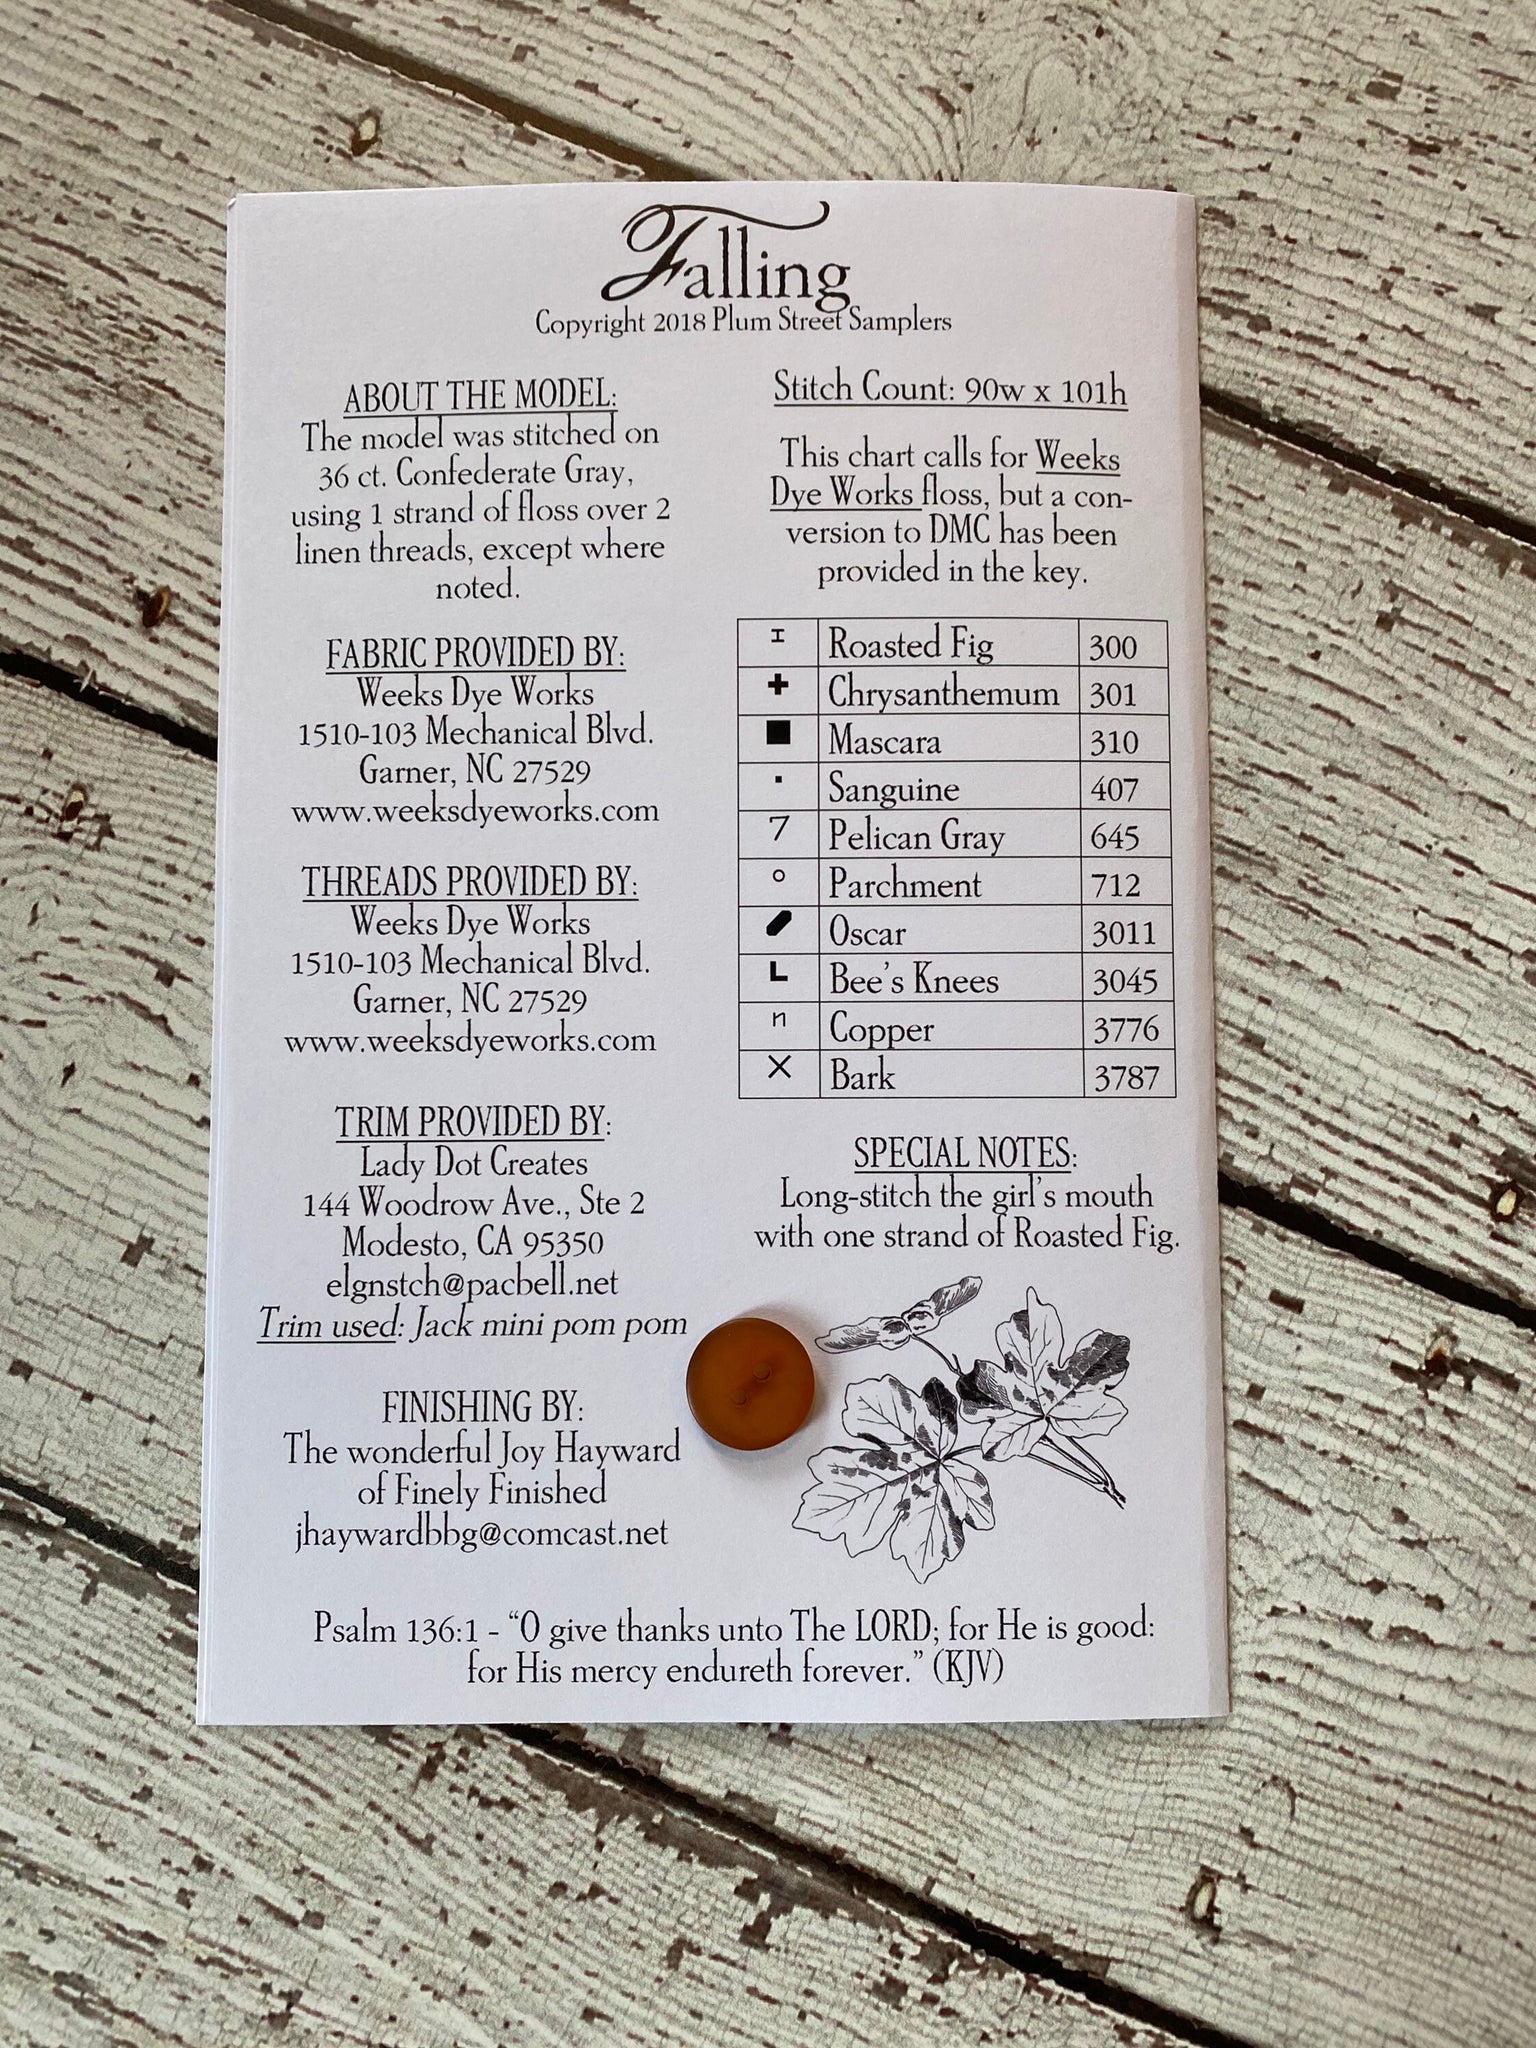 Falling
Copyright 2018 Plum Street Samplers
ABOUT THE MODEL:
The model was stitched on
36 ct. Confederate Gray,
using 1 strand of floss over 2
linen threads, except where
noted.
FABRIC PROVIDED BY:
Weeks Dye Works
1510-103 Mechanical Blvd.
Garner, NC 27529
www.weeksdyeworks.com
THREADS PROVIDED BY:
Weeks Dye Works
1510-103 Mechanical Blvd.
Garner, NC 27529
www.weeksdyeworks.com
TRIM PROVIDED BY:
Lady Dot Creates
144 Woodrow Ave., Ste 2
Modesto, CA 95350
elgnstch@pacbell.net
Trim used: Jack mini pom pom
FINISHING BY:
The wonderful Joy Hayward
of Finely Finished
jhaywardbbg@comcast.net
Stitch Count: 90w x 101h
This chart calls for Weeks
Dye Works floss, but a con-
version to DMC has been
provided in the key.
Roasted Fig 300
Chrysanthemum 301
Mascara 310
Sanguine 407
7 Pelican Gray 645
Parchment 712
Oscar 3011
L Bee's Knees 3045
n Copper 3776
X Bark 3787
SPECIAL NOTES:
Long-stitch the girl's mouth
with one strand of Roasted Fig.
Psalm 136:1 - “O give thanks unto The LORD; for He is good:
for His mercy endureth forever.” (KJV)